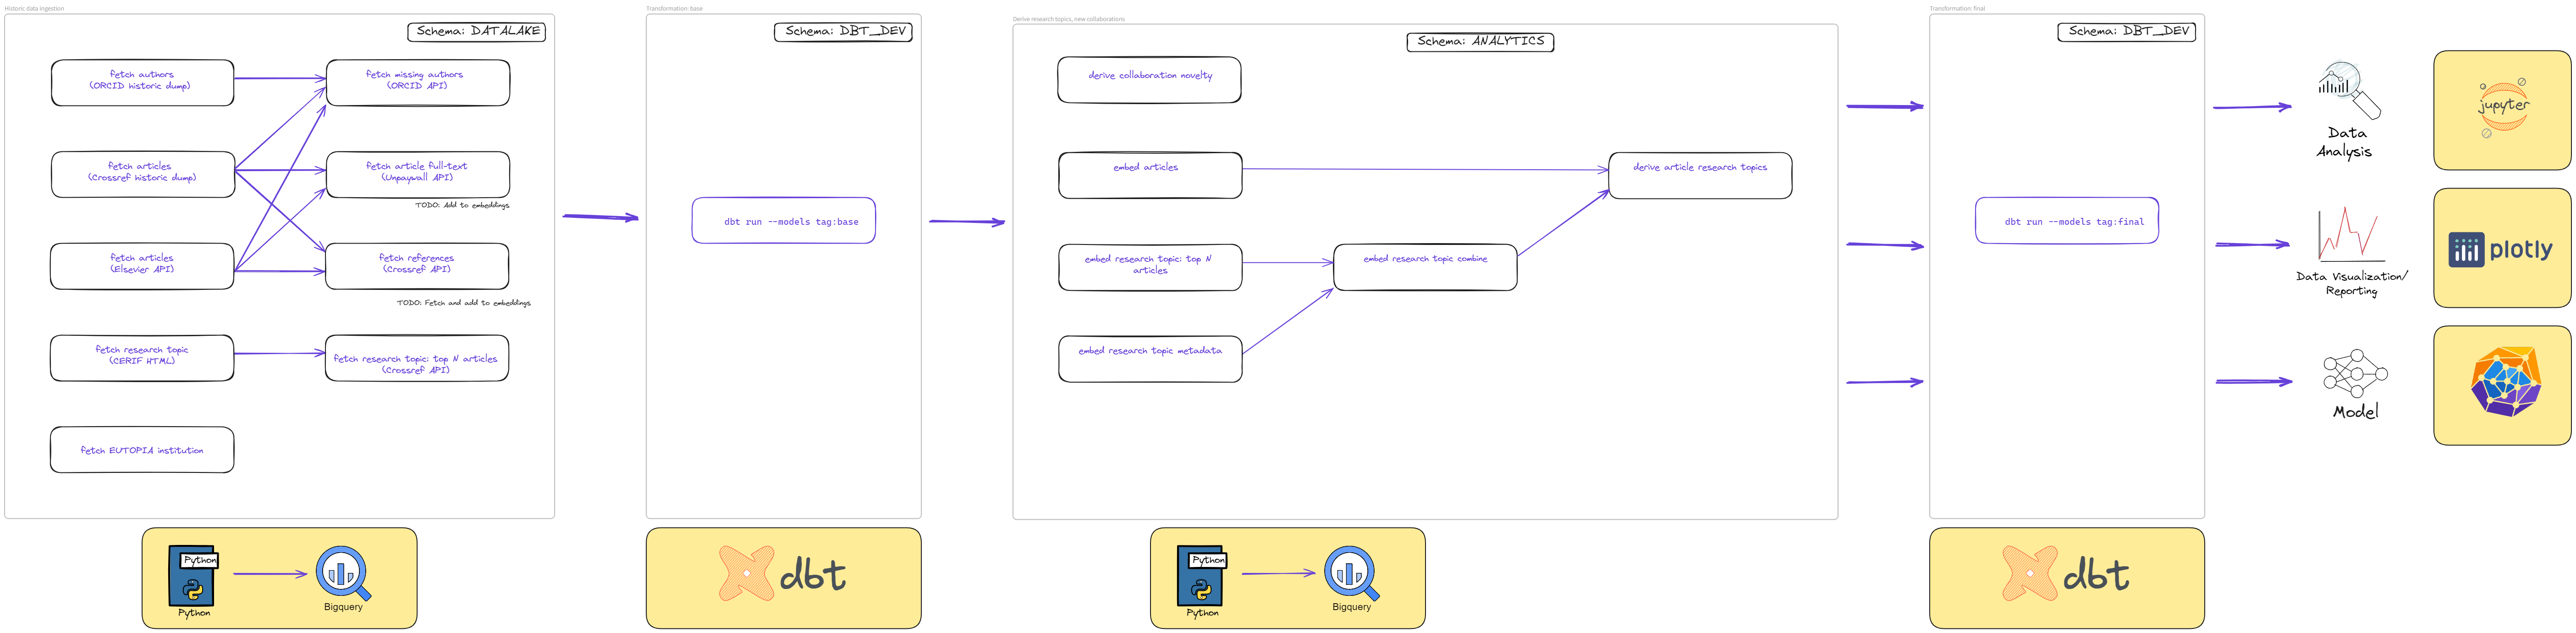 Historic data ingestion
Schema: DATALAKE
fetch authors
(ORCID historic dump)
fetch missing authors
(ORCID API)
fetch articles
(Crossref historic dump)
fetch article full-text
(Unpaywall API)
TODO: Add to embeddings
fetch articles
(Elsevier API)
fetch references
(Crossref API)
TODO: Fetch and add to embeddings
fetch research topic
(CERIF HTML)
fetch research topic: top N articles
(Crossref API)
fetch EUTOPIA institution
Python
Python
Bigquery
Transformation: base
Schema: DBT_DEV
dbt run --models tag:base
dbt
Derive research topics, new collaborations
Schema: ANALYTICS
derive collaboration novelty
embed articles
derive article research topics
embed research topic: top N
articles
embed research topic combine
embed research topic metadata
Python
Python
Bigquery
Transformation: final
Schema: DBT_DEV
dbt run --models tag:final
dbt
Data
Analysis
jupyter
Data Visualization/
Reporting
plotly
Model